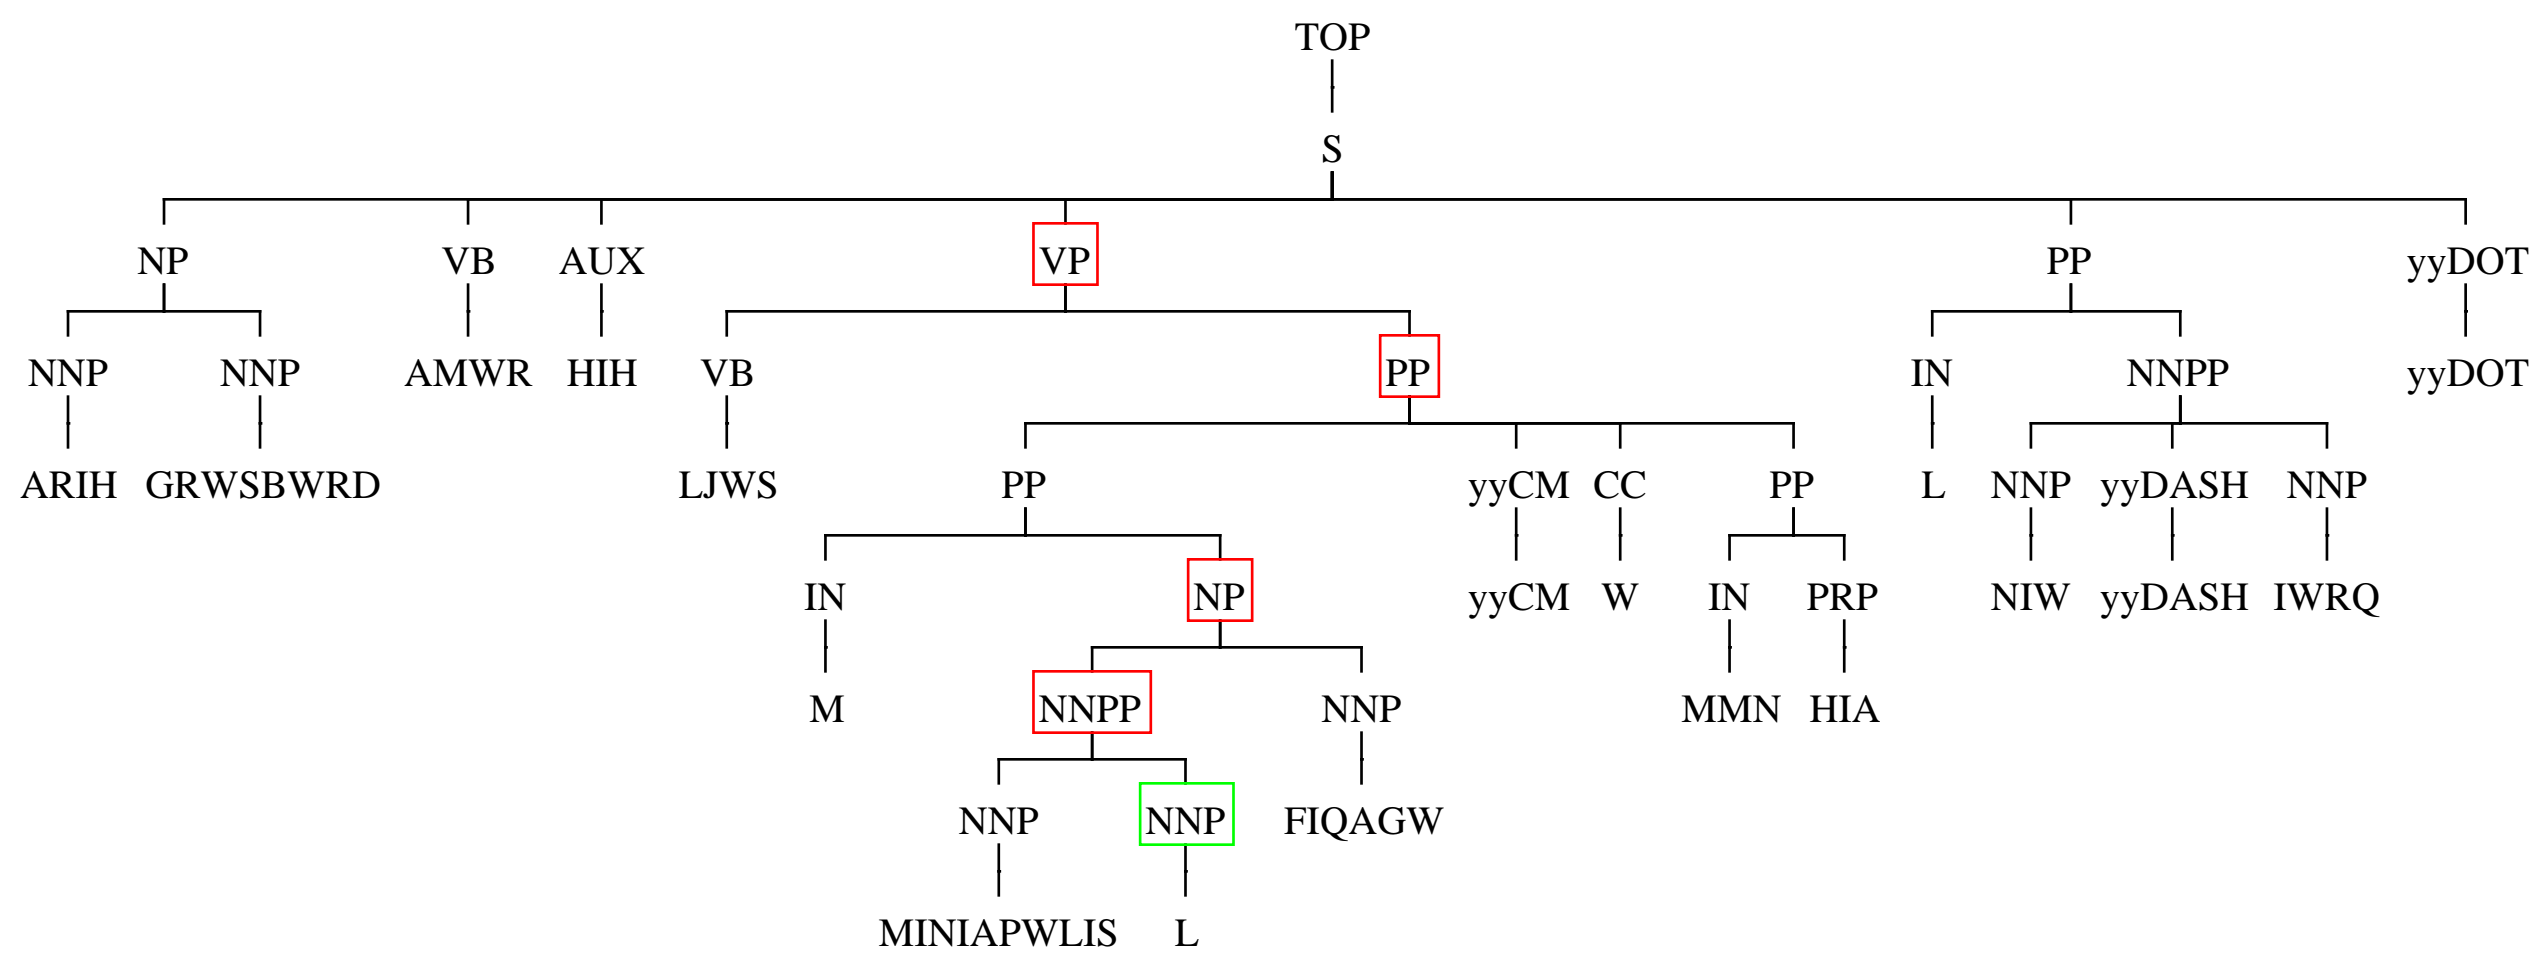 TOP
S
NP VB AUX VP PP yyDOT
NNP NNP AMWR HIH VB PP IN NNPP yyDOT
ARIH GRWSBWRD LJWS PP yyCM CC PP L NNP yyDASH NNP
IN NP yyCM W IN PRP NIW yyDASH IWRQ
M NNPP NNP MMN HIA
NNP NNP FIQAGW
MINIAPWLIS L